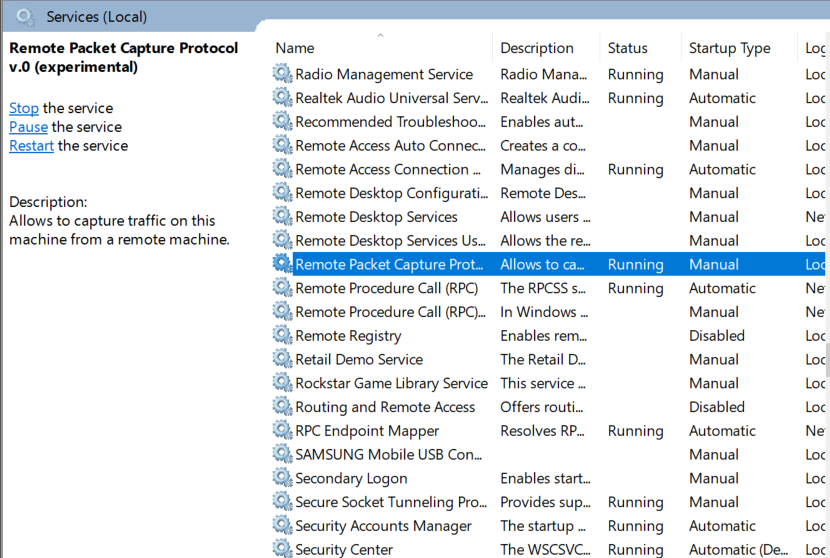 Services (Local)
Remote Packet Capture Protocol
v.0 (experimental)
Stop the service
Pause the service
Restart the service
Description:
Allows to capture traffic on this
machine from a remote machine.
Name Description Status Startup Type Log
Radio Management Service Radio Mana... Running Manual Loc
Realtek Audio Universal Serv... Realtek Audi... Running Automatic Loc
Recommended Troubleshoo... Enables aut... Manual Loc
Remote Access Auto Connec... Creates a co... Manual Loc
Remote Access Connection ... Manages di... Running Automatic Loc
Remote Desktop Configurati... Remote Des... Manual Loc
Remote Desktop Services Allows users ... Manual Ne
Remote Desktop Services Us... Allows the re... Manual Loc
Remote Packet Capture Prot... Allows to ca... Running Manual Loc
Remote Procedure Call (RPC) The RPCSS s... Running Automatic Ne
Remote Procedure Call (RPC)... In Windows ... Manual Ne
Remote Registry Enables rem... Disabled Loc
Retail Demo Service The Retail D... Manual Loc
Rockstar Game Library Service This service ... Manual Loc
Routing and Remote Access Offers routi... Disabled Loc
RPC Endpoint Mapper Resolves RP... Running Automatic Ne
SAMSUNG Mobile USB Con... Manual Loc
Secondary Logon Enables start... Manual Loc
Secure Socket Tunneling Pro... Provides sup... Running Manual Loc
Security Accounts Manager The startup ... Running Automatic Loc
Security Center The WSCSVC... Running Automatic (De... Loc